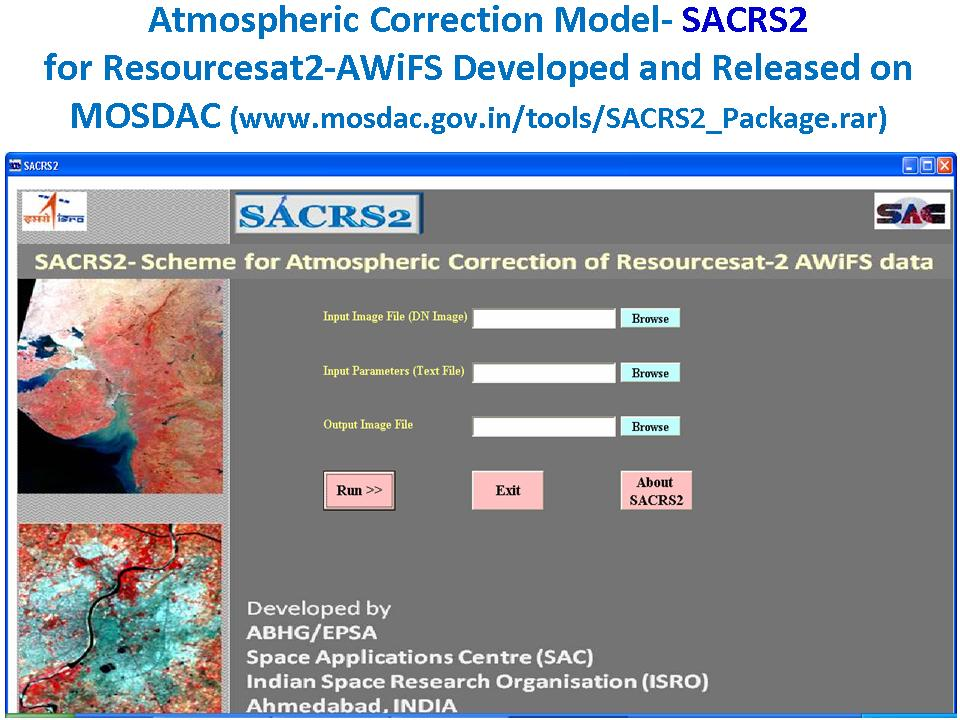 Atmospheric Correction Model- SACRS2
for Resourcesat2-AWiFS Developed and Released on
MOSDAC (www.mosdac.gov.in/tools/SACRS2_Package.rar)
SACRS2
इसरो isro
SACRS2
SAC
SACRS2- Scheme for Atmospheric Correction of Resourcesat-2 AWiFS data
Input Image File (DN Image) Browse
Input Parameters (Text File) Browse
Output Image File Browse
Run >> Exit About
SACRS2
Developed by
ABHG/EPSA
Space Applications Centre (SAC)
Indian Space Research Organisation (ISRO)
Ahmedabad, INDIA